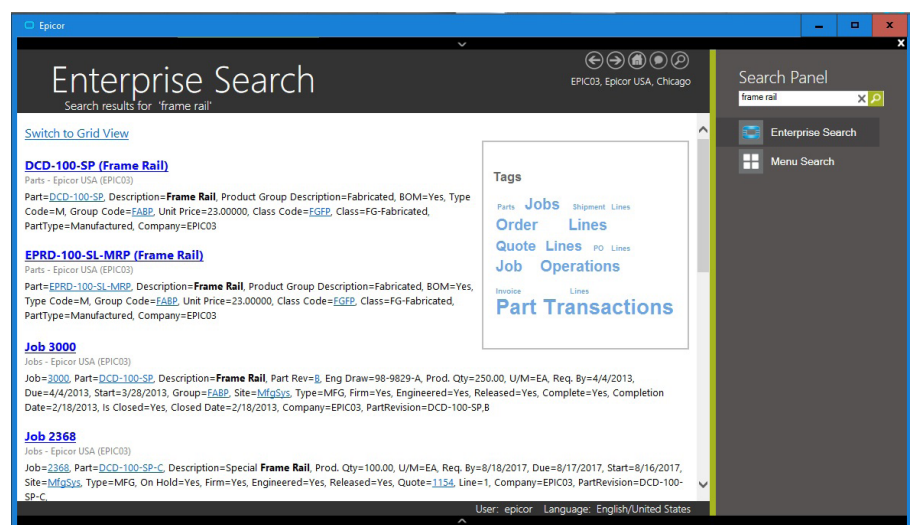 Epicor
Enterprise Search
Search results for 'frame rail'
EPIC03, Epicor USA, Chicago
Switch to Grid View
DCD-100-SP (Frame Rail)
Parts - Epicor USA (EPIC03)
Part=DCD-100-SP, Description=Frame Rail, Product Group Description=Fabricated, BOM=Yes, Type
Code=M, Group Code=FABP, Unit Price=23.00000, Class Code=FGFP, Class=FG-Fabricated,
PartType=Manufactured, Company=EPIC03
EPRD-100-SL-MRP (Frame Rail)
Parts - Epicor USA (EPIC03)
Part=EPRD-100-SL-MRP, Description=Frame Rail, Product Group Description=Fabricated, BOM=Yes,
Type Code=M, Group Code=FABP, Unit Price=23.00000, Class Code=FGFP, Class=FG-Fabricated,
PartType=Manufactured, Company=EPIC03
Job 3000
Jobs - Epicor USA (EPIC03)
Job=3000, Part=DCD-100-SP, Description=Frame Rail, Part Rev=B, Eng Draw=98-9829-A, Prod. Qty=250.00, U/M=EA, Req. By=4/4/2013,
Due=4/4/2013, Start=3/28/2013, Group=FABP, Site=MfgSys, Type=MFG, Firm=Yes, Engineered=Yes, Released=Yes, Complete=Yes, Completion
Date=2/18/2013, Is Closed=Yes, Closed Date=2/18/2013, Company=EPIC03, PartRevision=DCD-100-SP,B
Job 2368
Jobs - Epicor USA (EPIC03)
Job=2368, Part=DCD-100-SP-C, Description=Special Frame Rail, Prod. Qty=100.00, U/M=EA, Req. By=8/18/2017, Due=8/17/2017, Start=8/16/2017,
Site=MfgSys, Type=MFG, On Hold=Yes, Firm=Yes, Engineered=Yes, Released=Yes, Quote=1154, Line=1, Company=EPIC03, PartRevision=DCD-100-
SP-C,
Tags
Parts Jobs Shipment Lines
Order Lines
Quote Lines PO Lines
Job Operations
Invoice Lines
Part Transactions
Search Panel
frame rail
Enterprise Search
Menu Search
User: epicor Language: English/United States